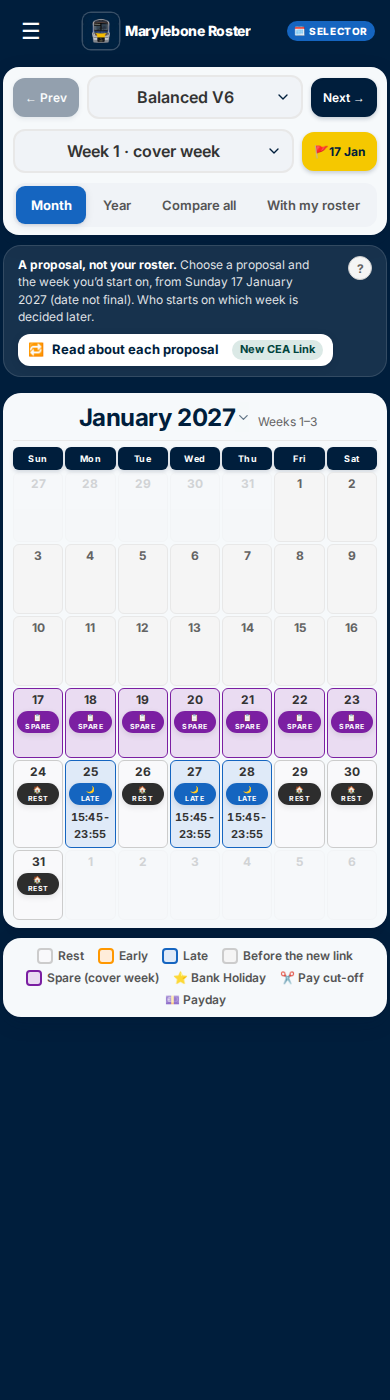 ☰ Marylebone Roster 🗓️ SELECTOR
← Prev Balanced V6 Next →
Week 1 · cover week 🚩17 Jan
Month Year Compare all With my roster
A proposal, not your roster. Choose a proposal and
the week you'd start on, from Sunday 17 January
2027 (date not final). Who starts on which week is
decided later.
?
🔁 Read about each proposal New CEA Link
January 2027 Weeks 1–3
Sun Mon Tue Wed Thu Fri Sat
27 28 29 30 31 1 2
3 4 5 6 7 8 9
10 11 12 13 14 15 16
17 18 19 20 21 22 23
SPARE SPARE SPARE SPARE SPARE SPARE SPARE
24 25 26 27 28 29 30
REST LATE REST LATE LATE REST REST
15:45- 15:45- 15:45-
23:55 23:55 23:55
31 1 2 3 4 5 6
REST
Rest Early Late Before the new link
Spare (cover week) ⭐ Bank Holiday ✂️ Pay cut-off
💷 Payday